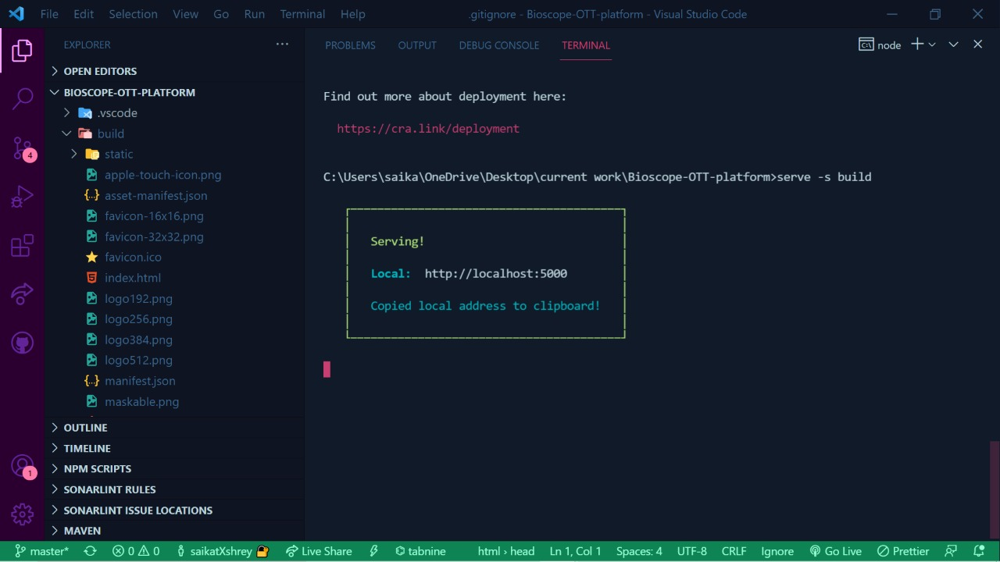 File Edit Selection View Go Run Terminal Help .gitignore - Bioscope-OTT-platform - Visual Studio Code
EXPLORER ···
OPEN EDITORS
BIOSCOPE-OTT-PLATFORM
.vscode
build
static
apple-touch-icon.png
asset-manifest.json
favicon-16x16.png
favicon-32x32.png
favicon.ico
index.html
logo192.png
logo256.png
logo384.png
logo512.png
manifest.json
maskable.png
OUTLINE
TIMELINE
NPM SCRIPTS
SONARLINT RULES
SONARLINT ISSUE LOCATIONS
MAVEN
4
1
PROBLEMS OUTPUT DEBUG CONSOLE TERMINAL node
Find out more about deployment here:
https://cra.link/deployment
C:\Users\saika\OneDrive\Desktop\current work\Bioscope-OTT-platform>serve -s build
Serving!
Local: http://localhost:5000
Copied local address to clipboard!
master* 0 0 saikatXshrey Live Share tabnine html › head Ln 1, Col 1 Spaces: 4 UTF-8 CRLF Ignore Go Live Prettier